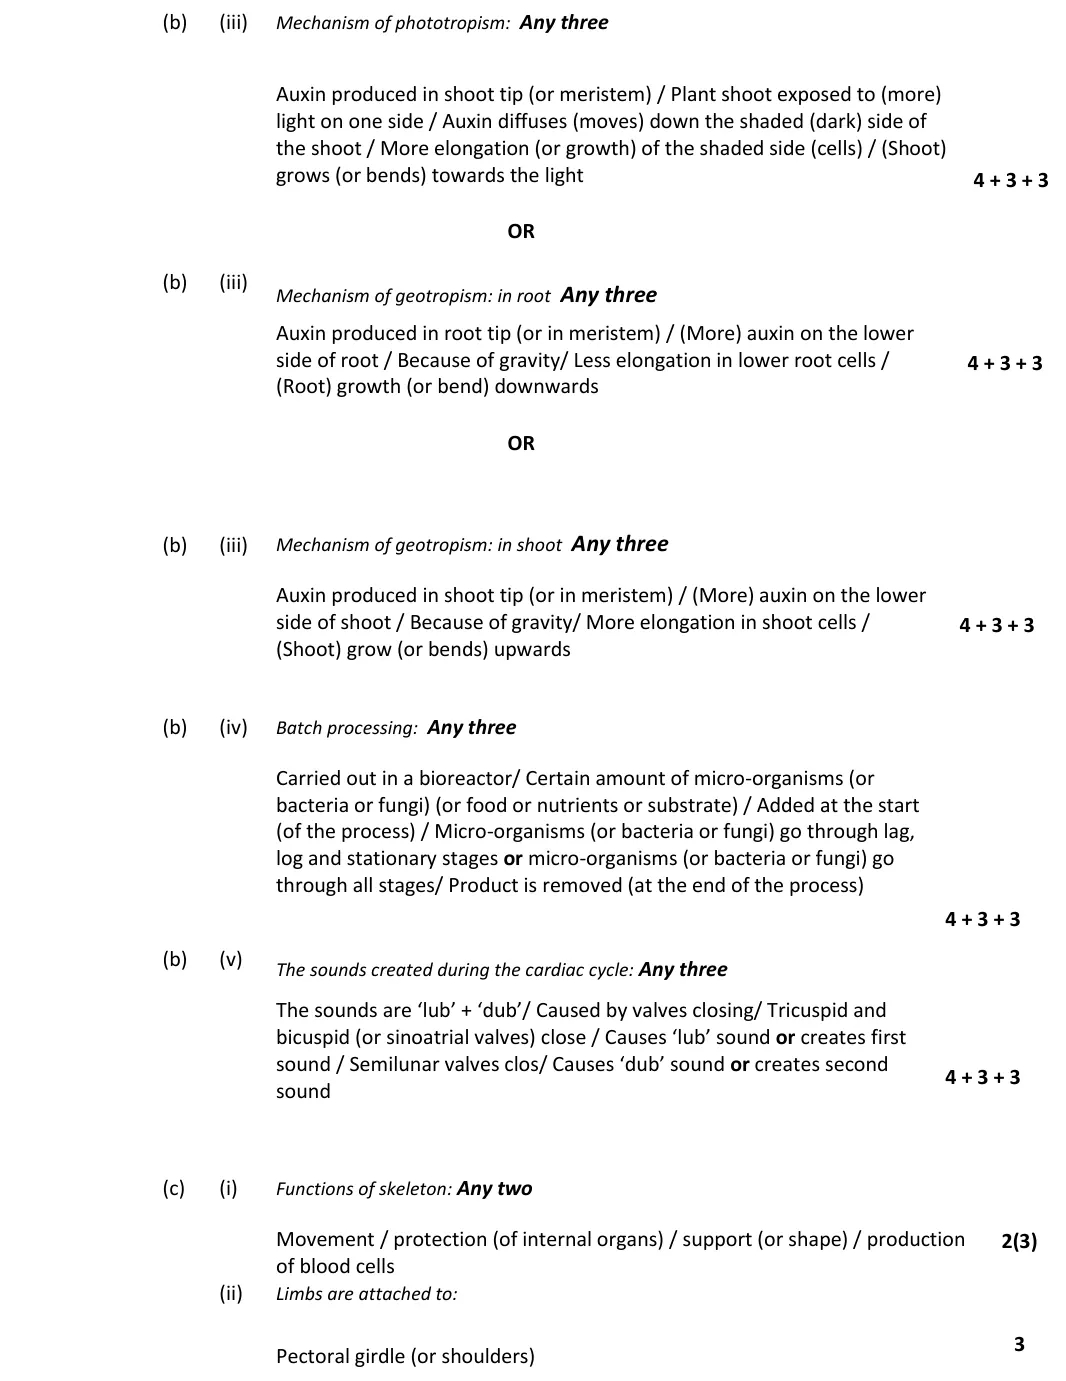 (b) (iii) Mechanism of phototropism: Any three
Auxin produced in shoot tip (or meristem) / Plant shoot exposed to (more)
light on one side / Auxin diffuses (moves) down the shaded (dark) side of
the shoot / More elongation (or growth) of the shaded side (cells) / (Shoot)
grows (or bends) towards the light
4 + 3 + 3
OR
(b) (iii) Mechanism of geotropism: in root Any three
Auxin produced in root tip (or in meristem) / (More) auxin on the lower
side of root / Because of gravity/ Less elongation in lower root cells /
(Root) growth (or bend) downwards
4 + 3 + 3
OR
(b) (iii) Mechanism of geotropism: in shoot Any three
Auxin produced in shoot tip (or in meristem) / (More) auxin on the lower
side of shoot / Because of gravity/ More elongation in shoot cells /
(Shoot) grow (or bends) upwards
4 + 3 + 3
(b) (iv) Batch processing: Any three
Carried out in a bioreactor/ Certain amount of micro-organisms (or
bacteria or fungi) (or food or nutrients or substrate) / Added at the start
(of the process) / Micro-organisms (or bacteria or fungi) go through lag,
log and stationary stages or micro-organisms (or bacteria or fungi) go
through all stages/ Product is removed (at the end of the process)
4 + 3 + 3
(b) (v) The sounds created during the cardiac cycle: Any three
The sounds are ‘lub’ + ‘dub’/ Caused by valves closing/ Tricuspid and
bicuspid (or sinoatrial valves) close / Causes ‘lub’ sound or creates first
sound / Semilunar valves clos/ Causes ‘dub’ sound or creates second
sound
4 + 3 + 3
(c) (i) Functions of skeleton: Any two
Movement / protection (of internal organs) / support (or shape) / production
of blood cells
2(3)
(ii) Limbs are attached to:
Pectoral girdle (or shoulders)
3